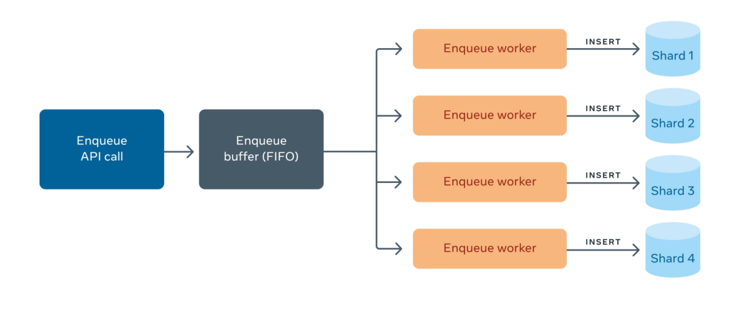 Enqueue
API call
Enqueue
buffer (FIFO)
Enqueue worker
INSERT
Shard 1
Enqueue worker
INSERT
Shard 2
Enqueue worker
INSERT
Shard 3
Enqueue worker
INSERT
Shard 4